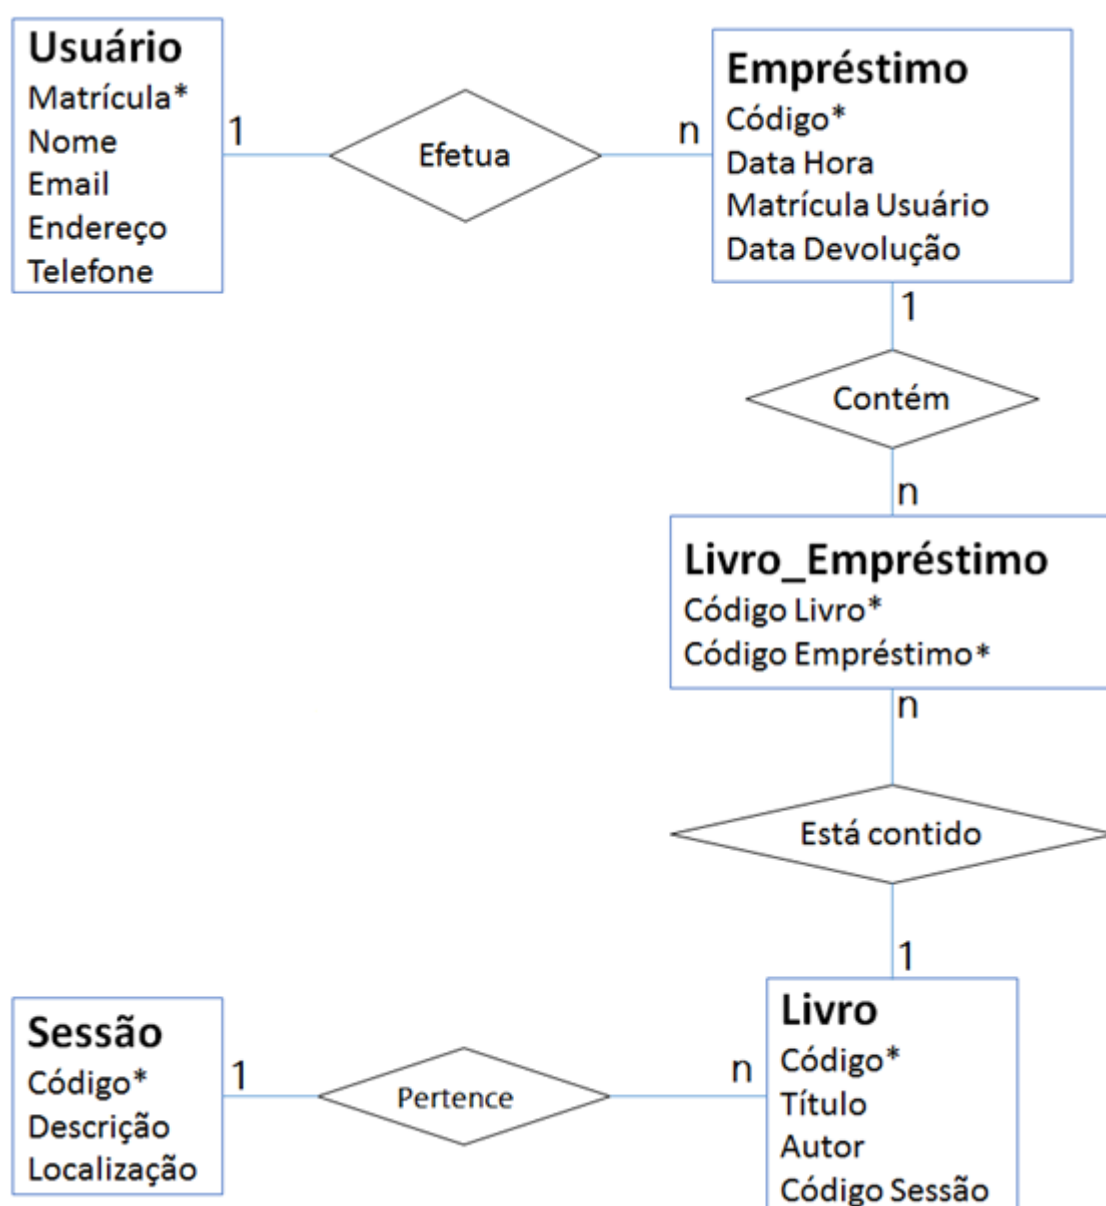 Usuário
Matrícula*
Nome
Email
Endereço
Telefone
1
Efetua
n
Empréstimo
Código*
Data Hora
Matrícula Usuário
Data Devolução
1
Contém
n
Livro_Empréstimo
Código Livro*
Código Empréstimo*
n
Está contido
1
Sessão
Código*
Descrição
Localização
1
Pertence
n
Livro
Código*
Título
Autor
Código Sessão